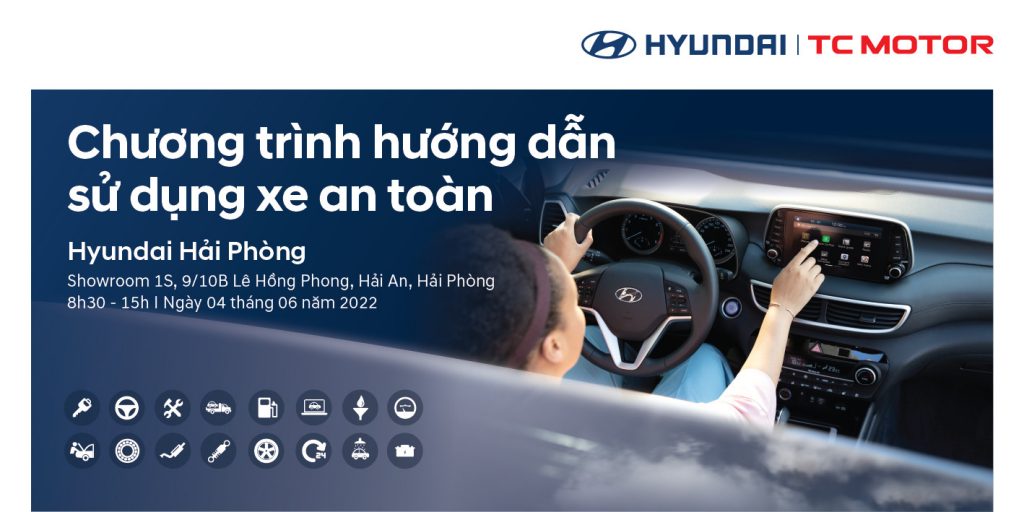 HYUNDAI | TC MOTOR
Chương trình hướng dẫn
sử dụng xe an toàn
Hyundai Hải Phòng
Showroom 1S, 9/10B Lê Hồng Phong, Hải An, Hải Phòng
8h30 - 15h | Ngày 04 tháng 06 năm 2022
24